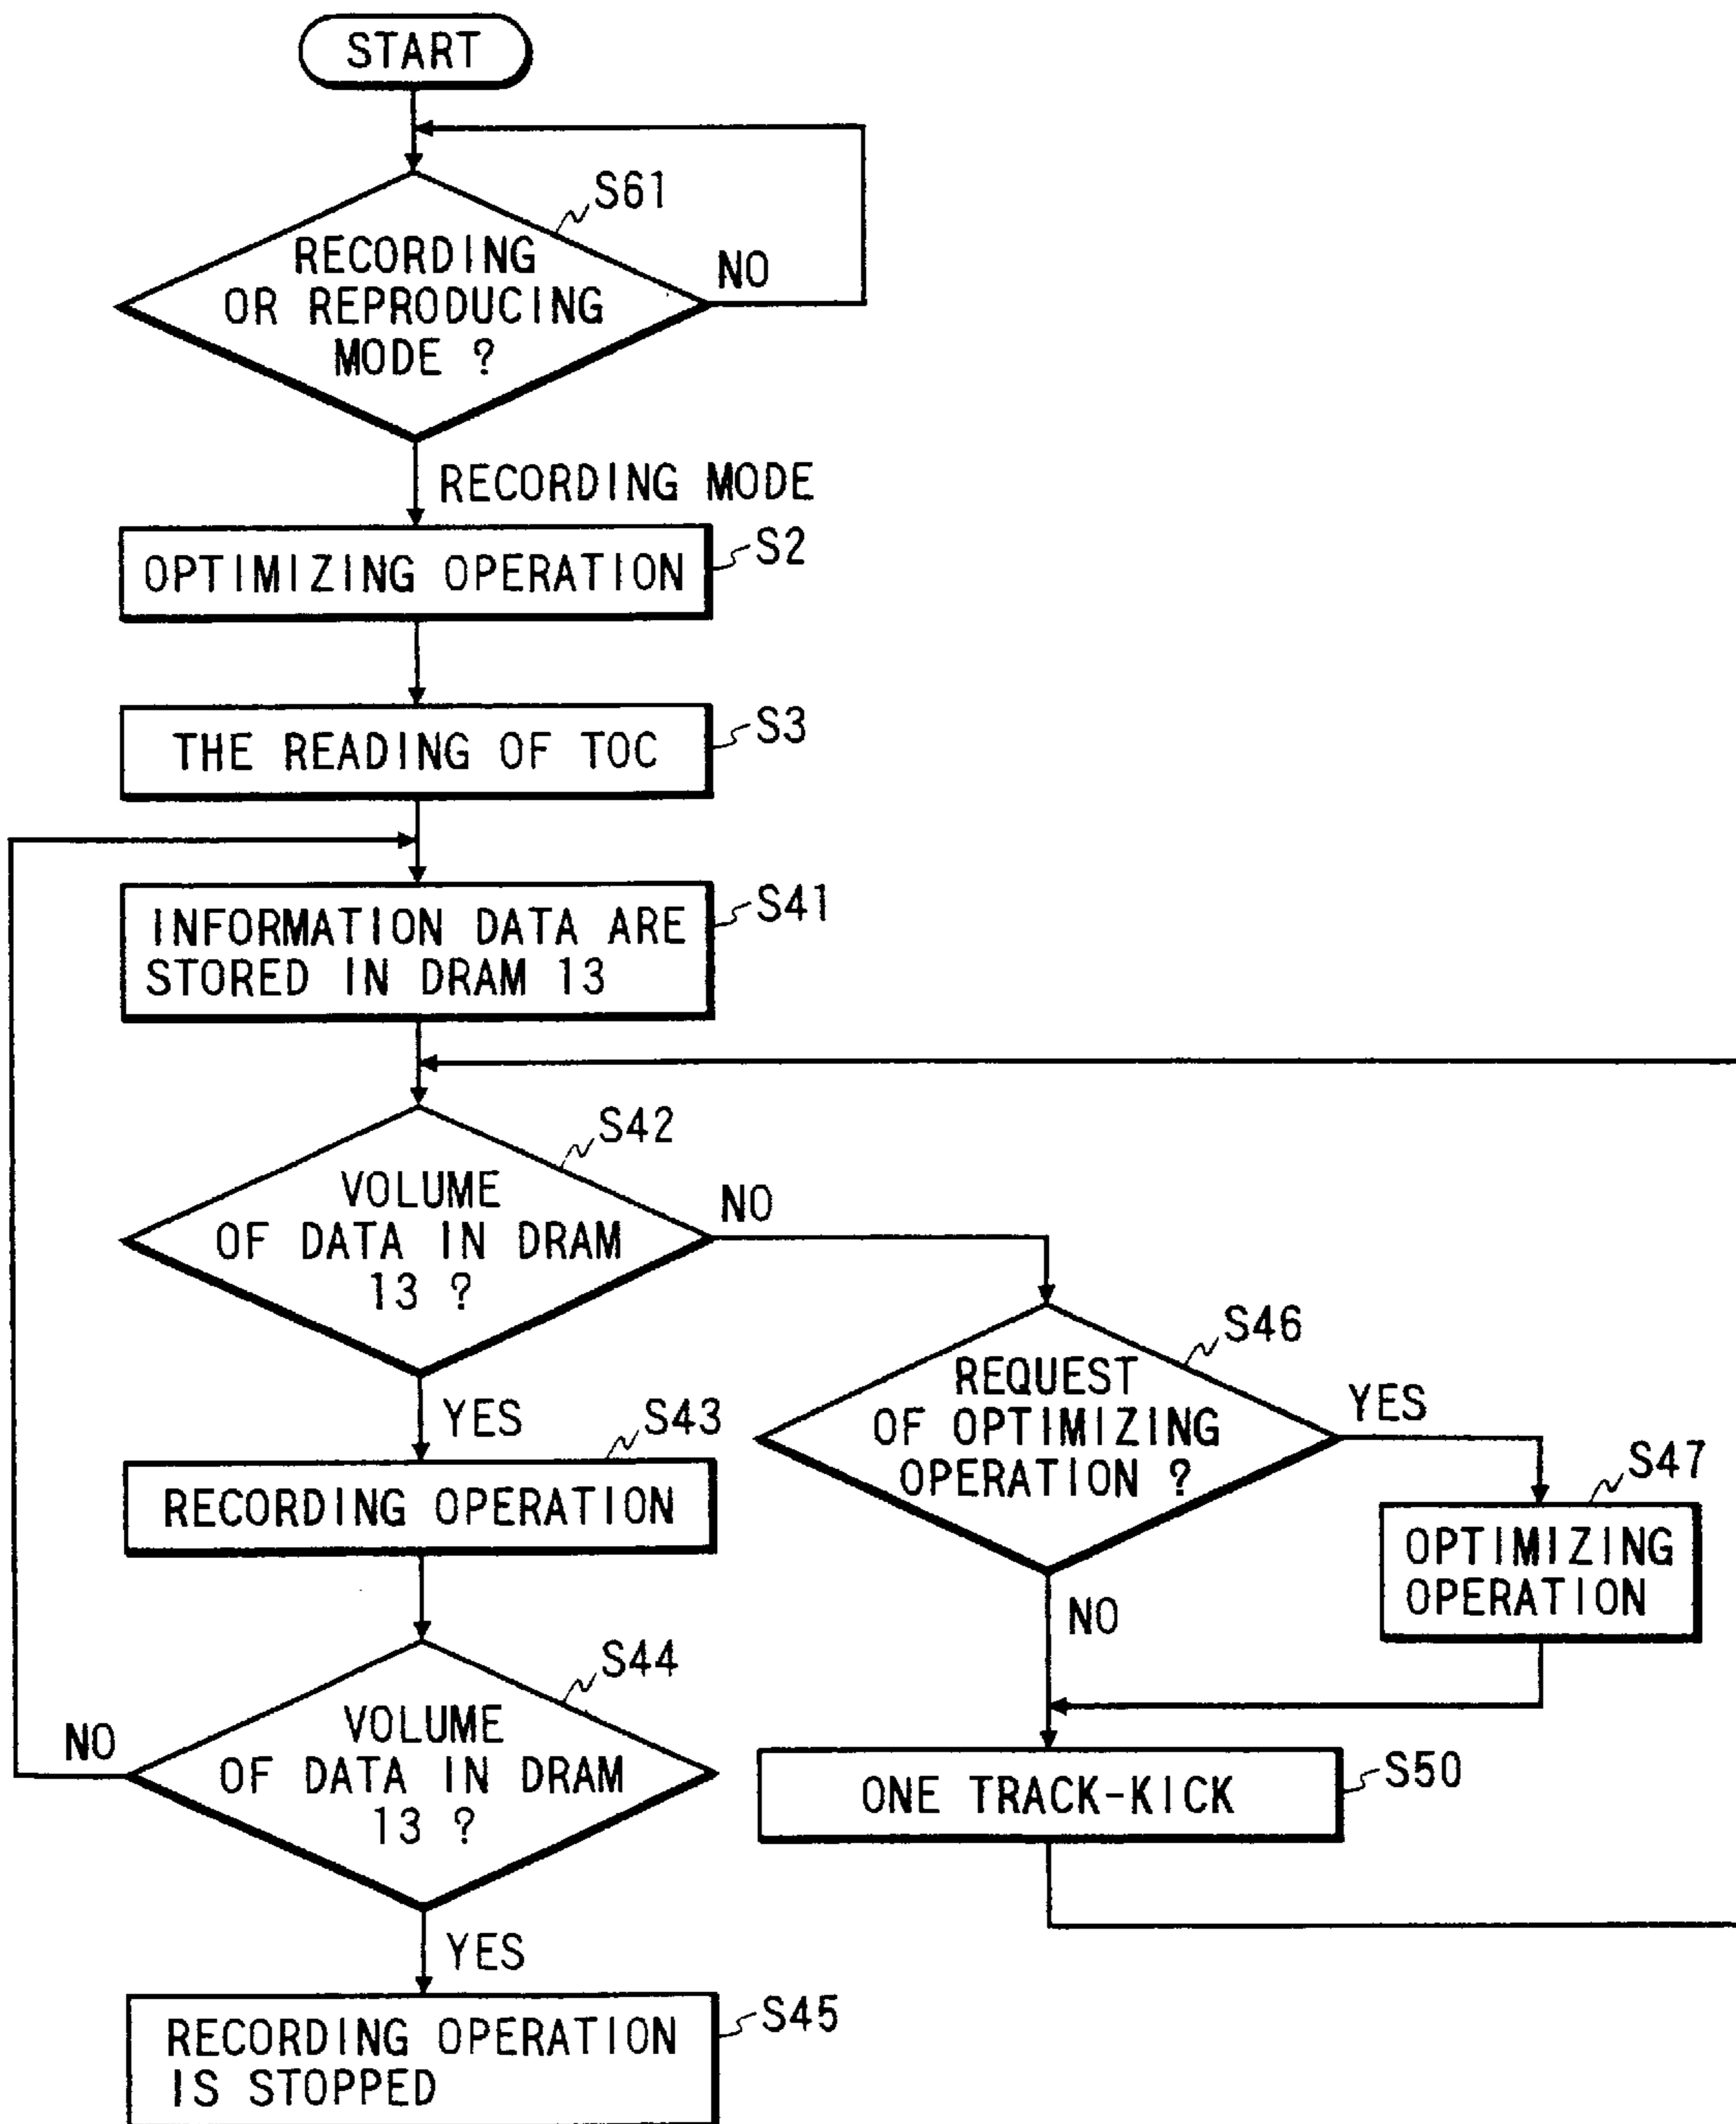 START
S61
RECORDING
OR REPRODUCING
MODE ?
NO
RECORDING MODE
OPTIMIZING OPERATION
S2
THE READING OF TOC
S3
INFORMATION DATA ARE
STORED IN DRAM 13
S41
S42
VOLUME
OF DATA IN DRAM
13 ?
NO
YES
S46
REQUEST
OF OPTIMIZING
OPERATION ?
YES
NO
S47
OPTIMIZING
OPERATION
S43
RECORDING OPERATION
S44
VOLUME
OF DATA IN DRAM
13 ?
NO
YES
ONE TRACK-KICK
S50
RECORDING OPERATION
IS STOPPED
S45